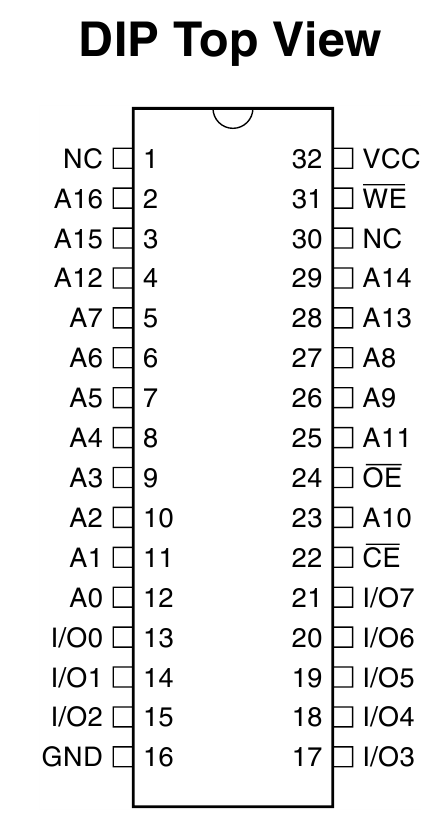 DIP Top View
NC 1 32 VCC
A16 2 31 W̅E̅
A15 3 30 NC
A12 4 29 A14
A7 5 28 A13
A6 6 27 A8
A5 7 26 A9
A4 8 25 A11
A3 9 24 O̅E̅
A2 10 23 A10
A1 11 22 C̅E̅
A0 12 21 I/O7
I/O0 13 20 I/O6
I/O1 14 19 I/O5
I/O2 15 18 I/O4
GND 16 17 I/O3